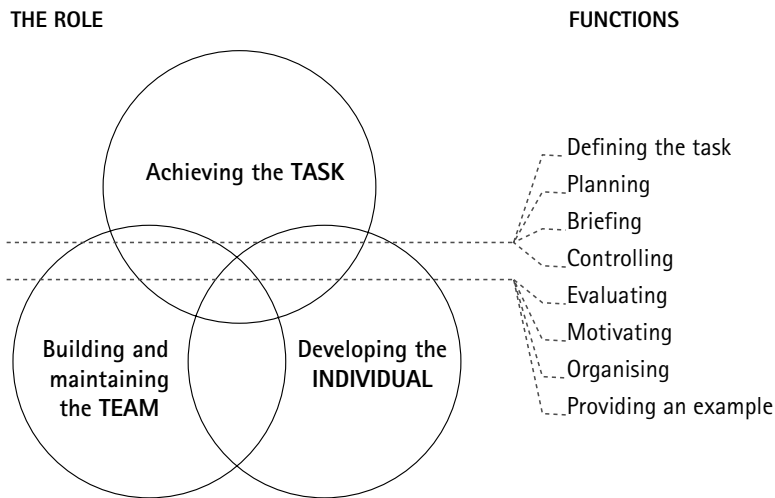 THE ROLE
FUNCTIONS
Achieving the TASK
Building and
maintaining
the TEAM
Developing the
INDIVIDUAL
Defining the task
Planning
Briefing
Controlling
Evaluating
Motivating
Organising
Providing an example